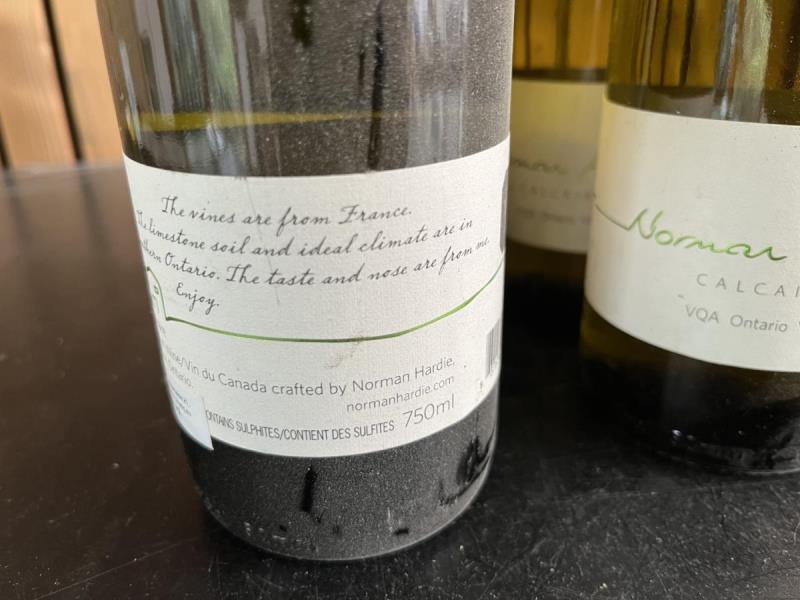 The vines are from France.
The limestone soil and ideal climate are in
Ontario. The taste and nose are from me.
Enjoy.
Vin du Canada crafted by Norman Hardie,
Ontario.
normanhardie.com
750ml
SULPHITES/CONTIENT DES SULFITES
Norman
VQA Ontario